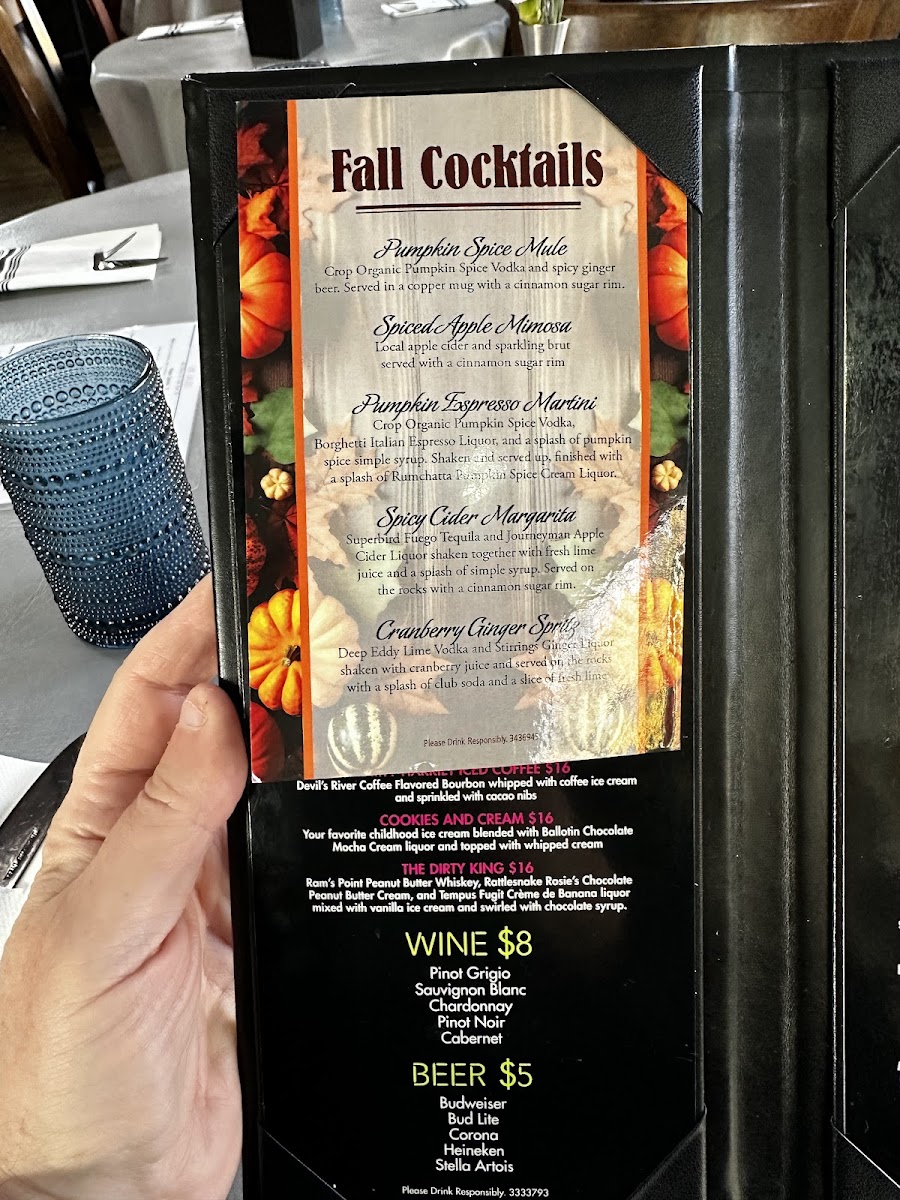 Fall Cocktails
Pumpkin Spice Mule
Crop Organic Pumpkin Spice Vodka and spicy ginger
beer. Served in a copper mug with a cinnamon sugar rim.
Spiced Apple Mimosa
Local apple cider and sparkling brut
served with a cinnamon sugar rim
Pumpkin Espresso Martini
Crop Organic Pumpkin Spice Vodka,
Borghetti Italian Espresso Liquor, and a splash of pumpkin
spice simple syrup. Shaken and served up, finished with
a splash of Rumchatta Pumpkin Spice Cream Liquor.
Spicy Cider Margarita
Superbird Fuego Tequila and Journeyman Apple
Cider Liquor shaken together with fresh lime
juice and a splash of simple syrup. Served on
the rocks with a cinnamon sugar rim.
Cranberry Ginger Spritz
Deep Eddy Lime Vodka and Stirrings Ginger Liquor
shaken with cranberry juice and served on the rocks
with a splash of club soda and a slice of fresh lime
Please Drink Responsibly. 3436945
ICED COFFEE $16
Devil's River Coffee Flavored Bourbon whipped with coffee ice cream
and sprinkled with cacao nibs
COOKIES AND CREAM $16
Your favorite childhood ice cream blended with Ballotin Chocolate
Mocha Cream liquor and topped with whipped cream
THE DIRTY KING $16
Ram's Point Peanut Butter Whiskey, Rattlesnake Rosie's Chocolate
Peanut Butter Cream, and Tempus Fugit Crème de Banana liquor
mixed with vanilla ice cream and swirled with chocolate syrup.
WINE $8
Pinot Grigio
Sauvignon Blanc
Chardonnay
Pinot Noir
Cabernet
BEER $5
Budweiser
Bud Lite
Corona
Heineken
Stella Artois
Please Drink Responsibly. 3333793